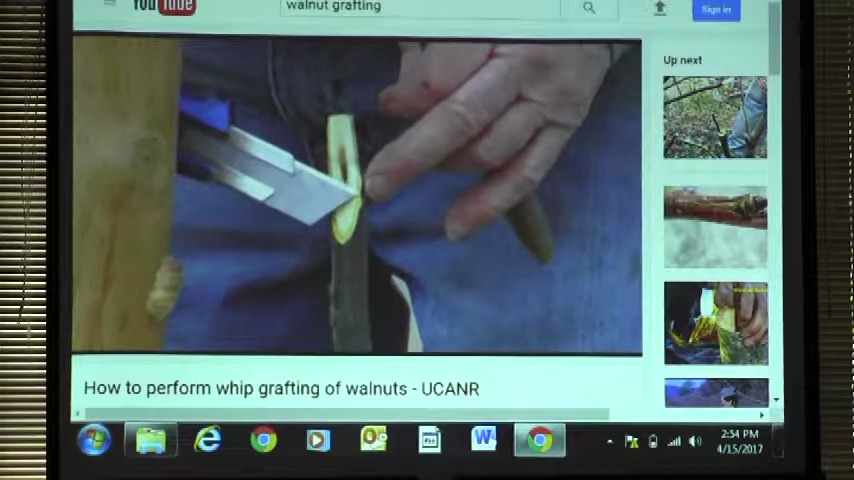 YouTube
walnut grafting
Sign in
Up next
How to perform whip grafting of walnuts - UCANR
2:54 PM
4/15/2017